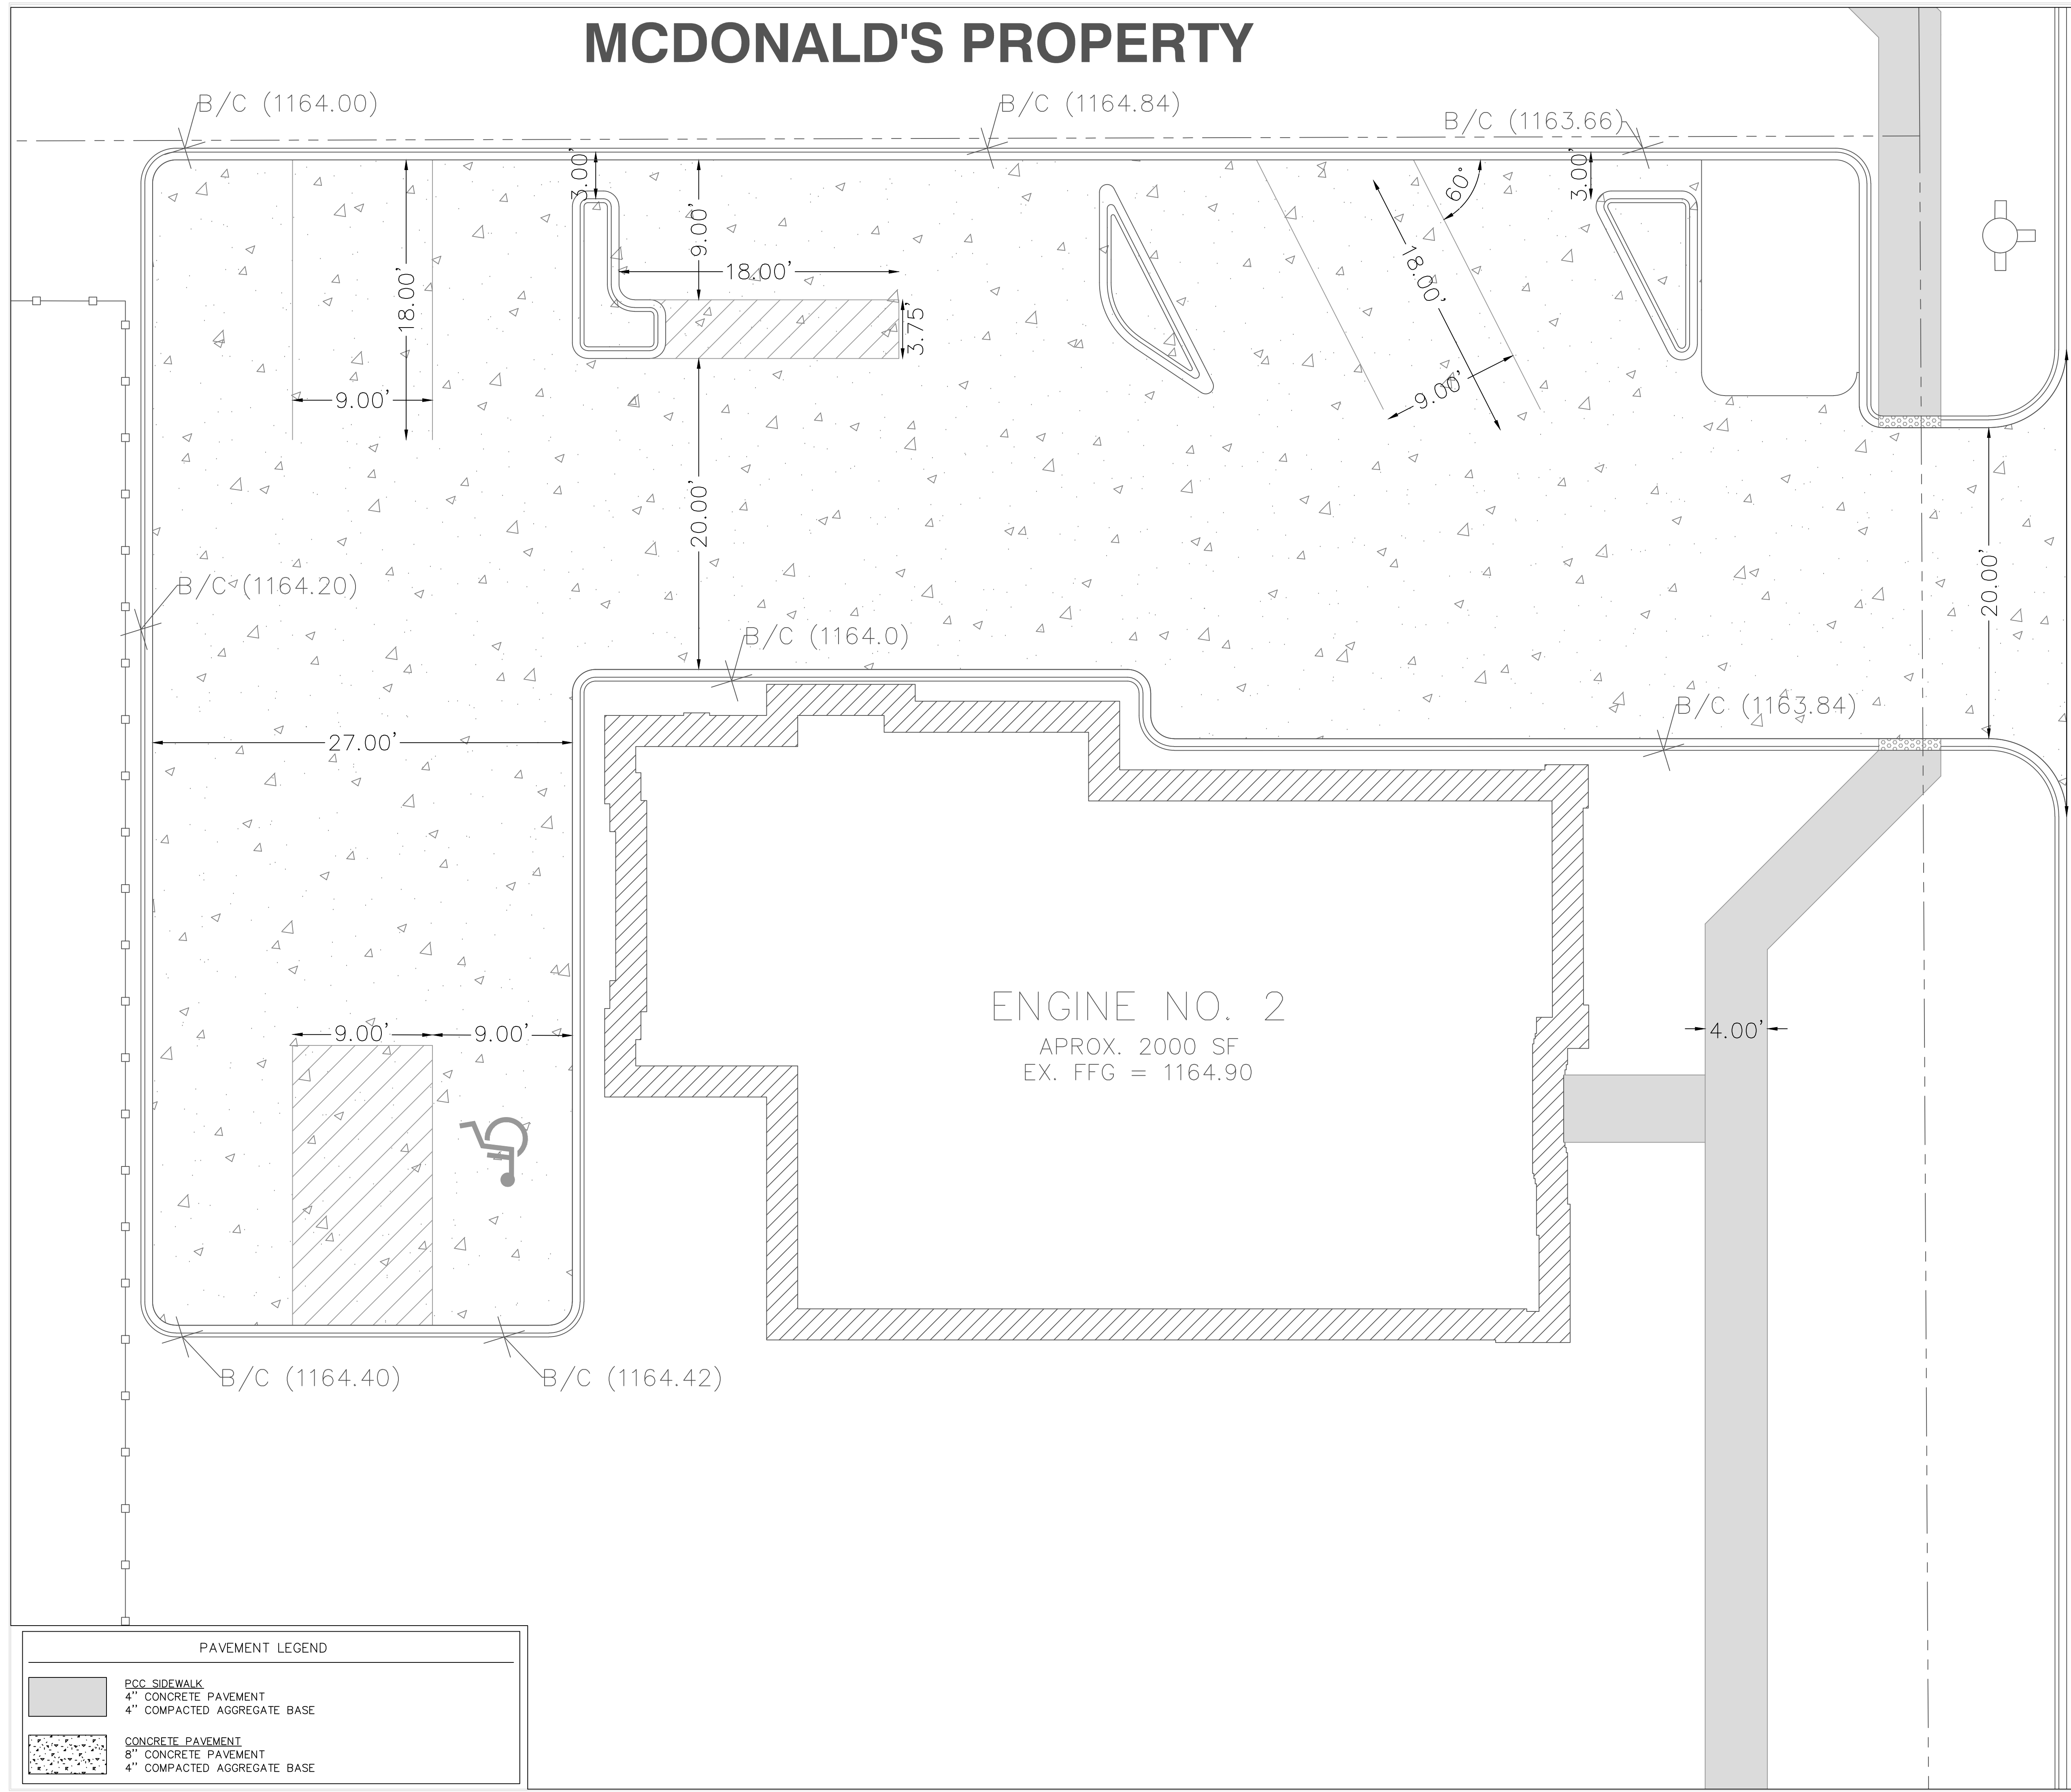 MCDONALD'S PROPERTY
B/C (1164.00)
B/C (1164.84)
B/C (1163.66)
3.00'
3.00'
60°
9.00'
18.00'
18.00'
18.00'
3.75'
9.00'
9.00'
20.00'
20.00'
B/C (1164.20)
B/C (1164.0)
B/C (1163.84)
27.00'
ENGINE NO. 2
APROX. 2000 SF
EX. FFG = 1164.90
9.00'
9.00'
4.00'
B/C (1164.40)
B/C (1164.42)
PAVEMENT LEGEND
PCC SIDEWALK
4" CONCRETE PAVEMENT
4" COMPACTED AGGREGATE BASE
CONCRETE PAVEMENT
8" CONCRETE PAVEMENT
4" COMPACTED AGGREGATE BASE